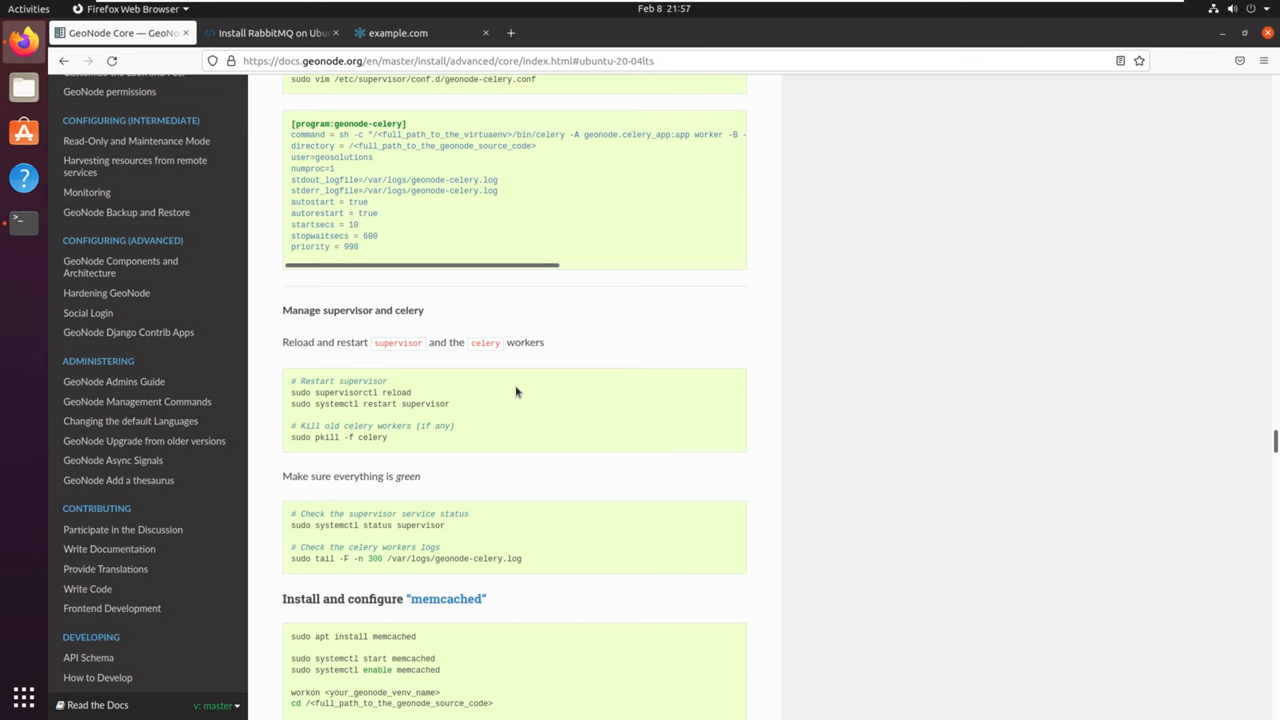 Activities
Firefox Web Browser
Feb 8 21:57
GeoNode Core — GeoNo
Install RabbitMQ on Ubu
example.com
https://docs.geonode.org/en/master/install/advanced/core/index.html#ubuntu-20-04lts
GeoNode permissions
CONFIGURING (INTERMEDIATE)
Read-Only and Maintenance Mode
Harvesting resources from remote
services
Monitoring
GeoNode Backup and Restore
CONFIGURING (ADVANCED)
GeoNode Components and
Architecture
Hardening GeoNode
Social Login
GeoNode Django Contrib Apps
ADMINISTERING
GeoNode Admins Guide
GeoNode Management Commands
Changing the default Languages
GeoNode Upgrade from older versions
GeoNode Async Signals
GeoNode Add a thesaurus
CONTRIBUTING
Participate in the Discussion
Write Documentation
Provide Translations
Write Code
Frontend Development
DEVELOPING
API Schema
How to Develop
Read the Docs
v: master
sudo vim /etc/supervisor/conf.d/geonode-celery.conf
[program:geonode-celery]
command = sh -c "/<full_path_to_the_virtuaenv>/bin/celery -A geonode.celery_app:app worker -B -
directory = /<full_path_to_the_geonode_source_code>
user=geosolutions
numproc=1
stdout_logfile=/var/logs/geonode-celery.log
stderr_logfile=/var/logs/geonode-celery.log
autostart = true
autorestart = true
startsecs = 10
stopwaitsecs = 600
priority = 998
Manage supervisor and celery
Reload and restart supervisor and the celery workers
# Restart supervisor
sudo supervisorctl reload
sudo systemctl restart supervisor
# Kill old celery workers (if any)
sudo pkill -f celery
Make sure everything is green
# Check the supervisor service status
sudo systemctl status supervisor
# Check the celery workers logs
sudo tail -F -n 300 /var/logs/geonode-celery.log
Install and configure “memcached”
sudo apt install memcached
sudo systemctl start memcached
sudo systemctl enable memcached
workon <your_geonode_venv_name>
cd /<full_path_to_the_geonode_source_code>